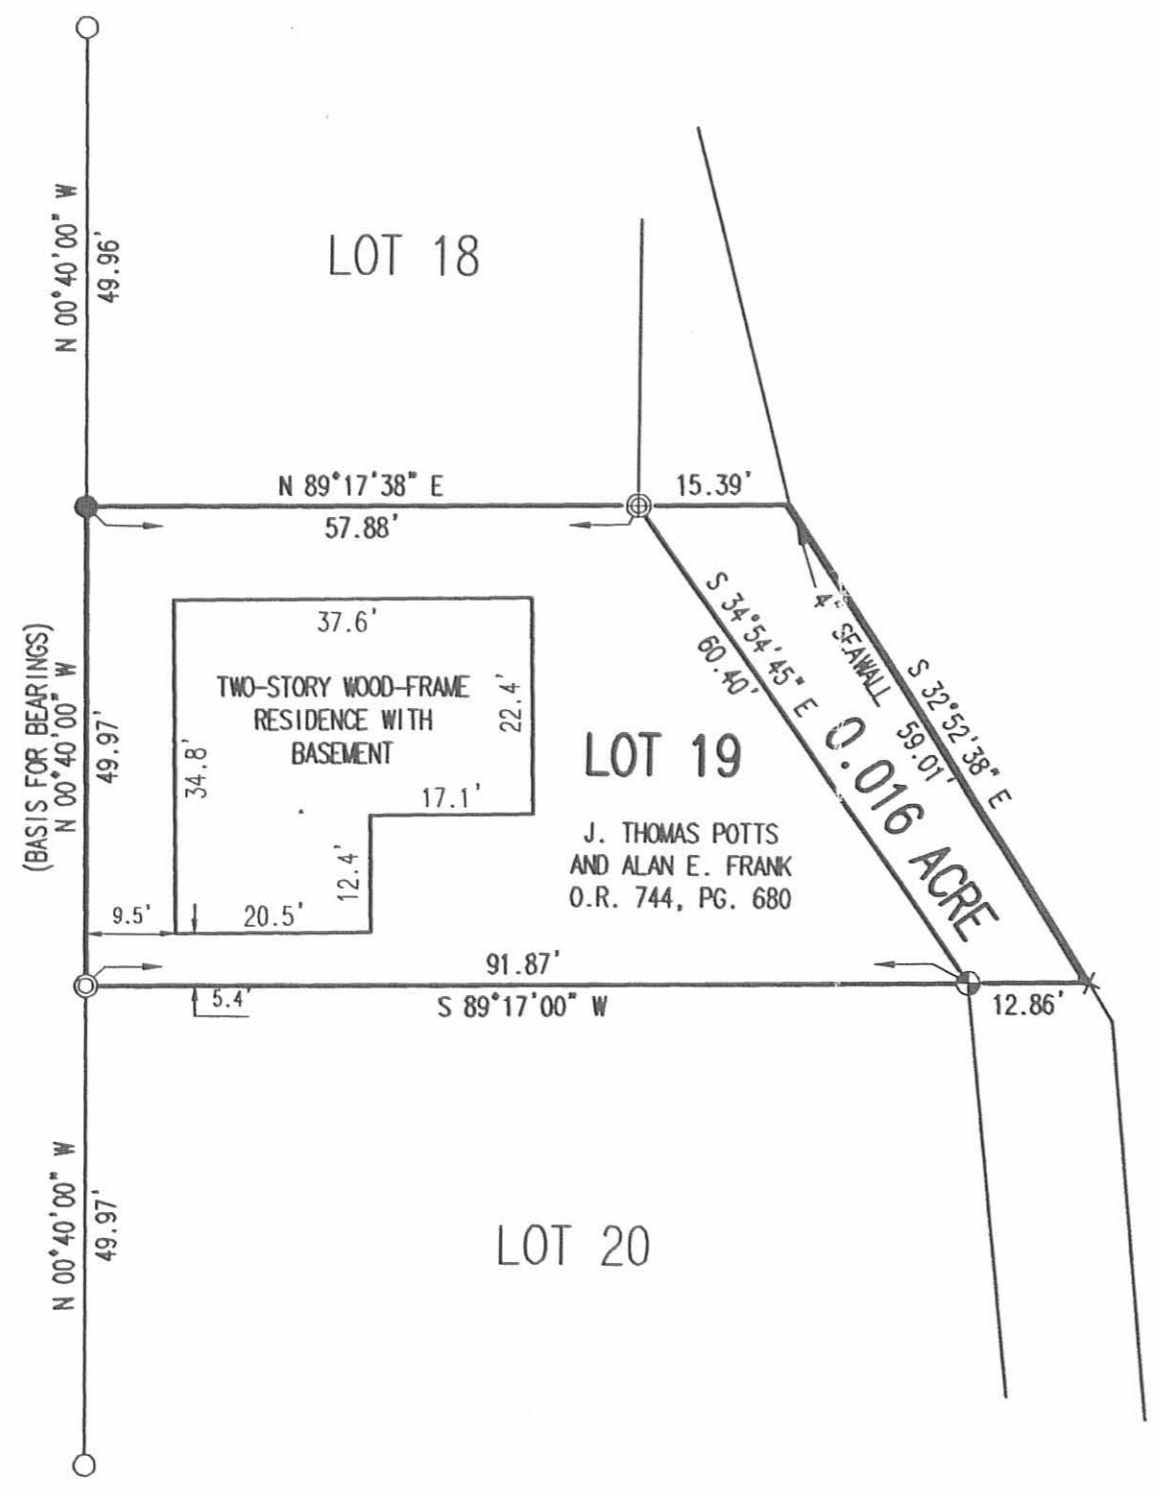 LOT 18
N 00°40'00" W
49.96'
N 89°17'38" E
57.88'
15.39'
37.6'
TWO-STORY WOOD-FRAME
RESIDENCE WITH
BASEMENT
22.4'
34.8'
17.1'
12.4'
20.5'
9.5'
5.4'
(BASIS FOR BEARINGS)
N 00°40'00" W
49.97'
LOT 19
J. THOMAS POTTS
AND ALAN E. FRANK
O.R. 744, PG. 680
S 34°54'45" E
60.40'
0.016 ACRE
4" SEAWALL
59.01'
S 32°52'38" E
91.87'
S 89°17'00" W
12.86'
N 00°40'00" W
49.97'
LOT 20